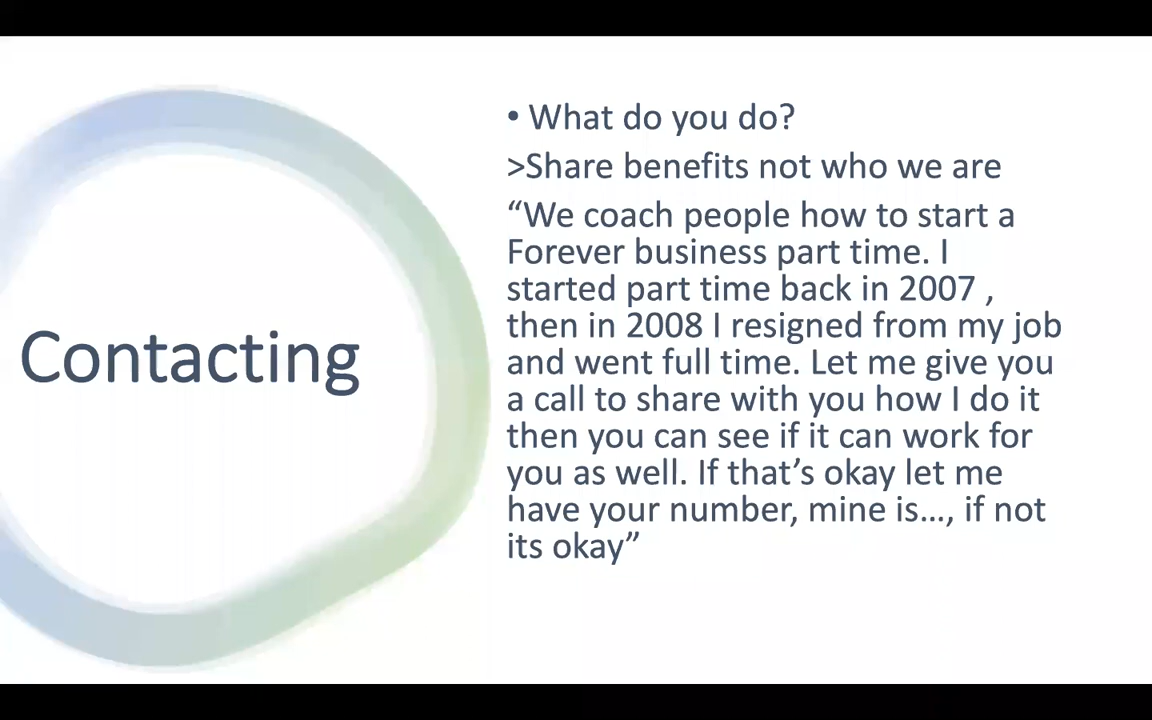 Contacting
• What do you do?
>Share benefits not who we are
“We coach people how to start a
Forever business part time. I
started part time back in 2007 ,
then in 2008 I resigned from my job
and went full time. Let me give you
a call to share with you how I do it
then you can see if it can work for
you as well. If that’s okay let me
have your number, mine is…, if not
its okay”